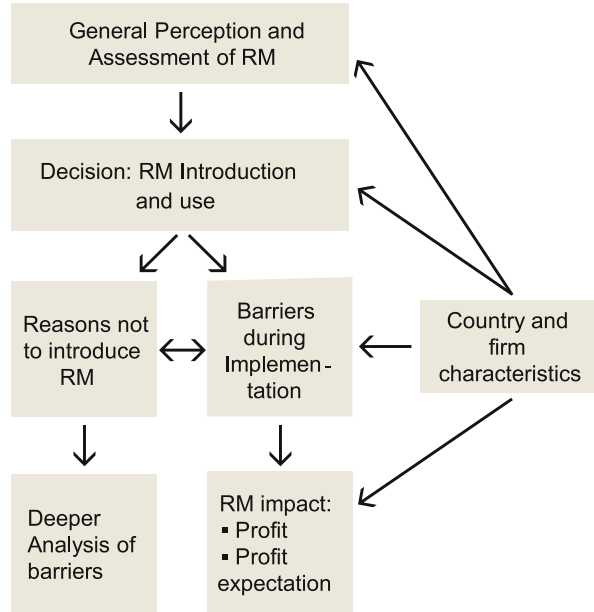 General Perception and
Assessment of RM
Decision: RM Introduction
and use
Reasons not
to introduce
RM
Barriers
during
Implemen-
tation
Country and
firm
characteristics
Deeper
Analysis of
barriers
RM impact:
▪ Profit
▪ Profit
expectation